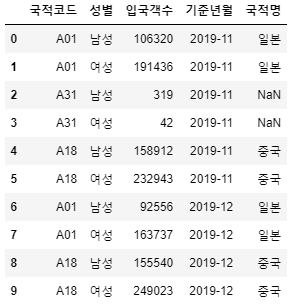 국적코드 성별 입국객수 기준년월 국적명
0 A01 남성 106320 2019-11 일본
1 A01 여성 191436 2019-11 일본
2 A31 남성 319 2019-11 NaN
3 A31 여성 42 2019-11 NaN
4 A18 남성 158912 2019-11 중국
5 A18 여성 232943 2019-11 중국
6 A01 남성 92556 2019-12 일본
7 A01 여성 163737 2019-12 일본
8 A18 남성 155540 2019-12 중국
9 A18 여성 249023 2019-12 중국